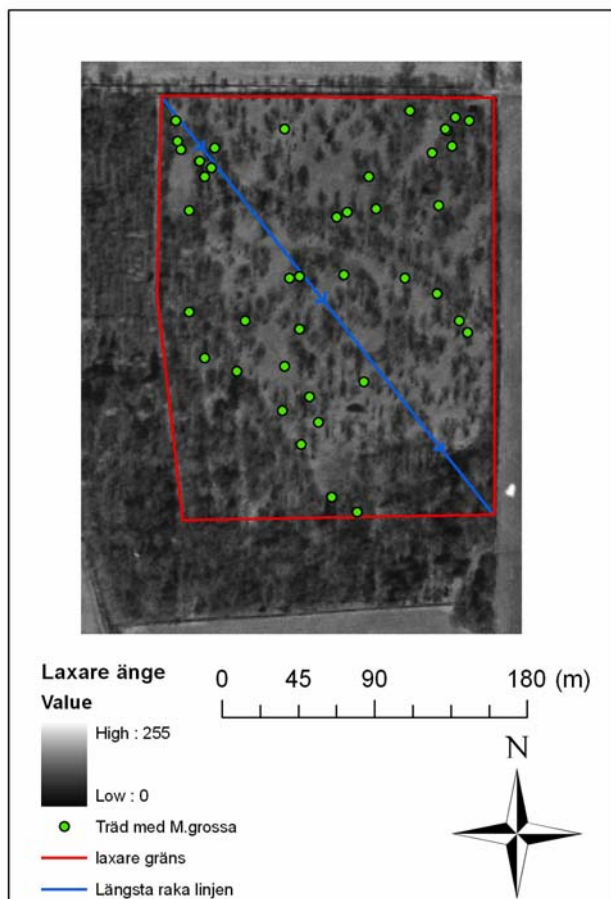 Laxare änge
Value
High : 255
Low : 0
Träd med M.grossa
laxare gräns
Längsta raka linjen
0 45 90 180 (m)
N